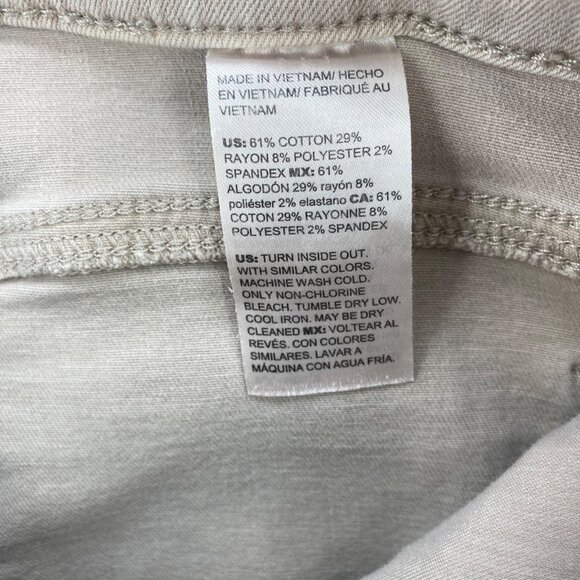 MADE IN VIETNAM/ HECHO
EN VIETNAM/ FABRIQUÉ AU
VIETNAM
US: 61% COTTON 29%
RAYON 8% POLYESTER 2%
SPANDEX MX: 61%
ALGODÓN 29% rayón 8%
poliéster 2% elastano CA: 61%
COTON 29% RAYONNE 8%
POLYESTER 2% SPANDEX
US: TURN INSIDE OUT.
WITH SIMILAR COLORS.
MACHINE WASH COLD.
ONLY NON-CHLORINE
BLEACH. TUMBLE DRY LOW.
COOL IRON. MAY BE DRY
CLEANED MX: VOLTEAR AL
REVÉS. CON COLORES
SIMILARES. LAVAR A
MÁQUINA CON AGUA FRÍA.